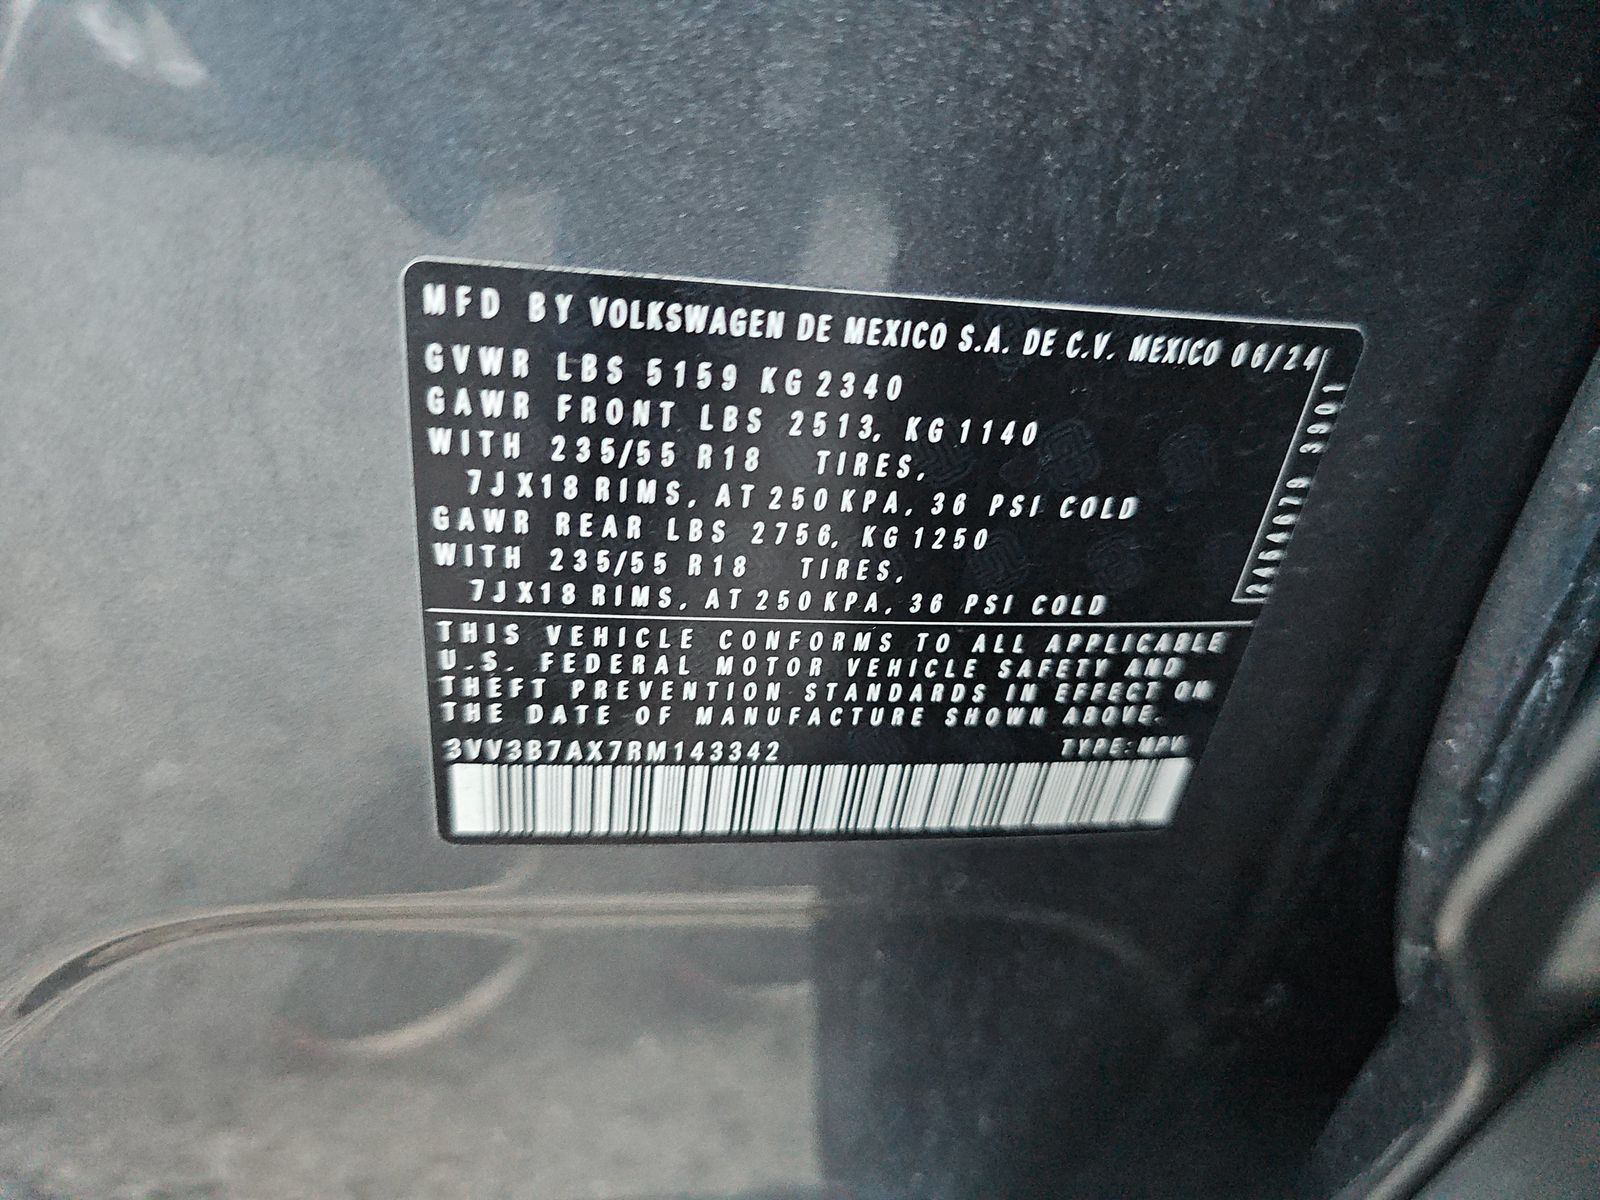 MFD BY VOLKSWAGEN DE MEXICO S.A. DE C.V. MEXICO 06/24
GVWR LBS 5159 KG 2340
GAWR FRONT LBS 2513, KG 1140
WITH 235/55 R18 TIRES,
7JX18 RIMS, AT 250 KPA, 36 PSI COLD
GAWR REAR LBS 2756, KG 1250
WITH 235/55 R18 TIRES,
7JX18 RIMS, AT 250 KPA, 36 PSI COLD
THIS VEHICLE CONFORMS TO ALL APPLICABLE
U.S. FEDERAL MOTOR VEHICLE SAFETY AND
THEFT PREVENTION STANDARDS IN EFFECT ON
THE DATE OF MANUFACTURE SHOWN ABOVE.
3VV3B7AX7RM143342 TYPE: MPV